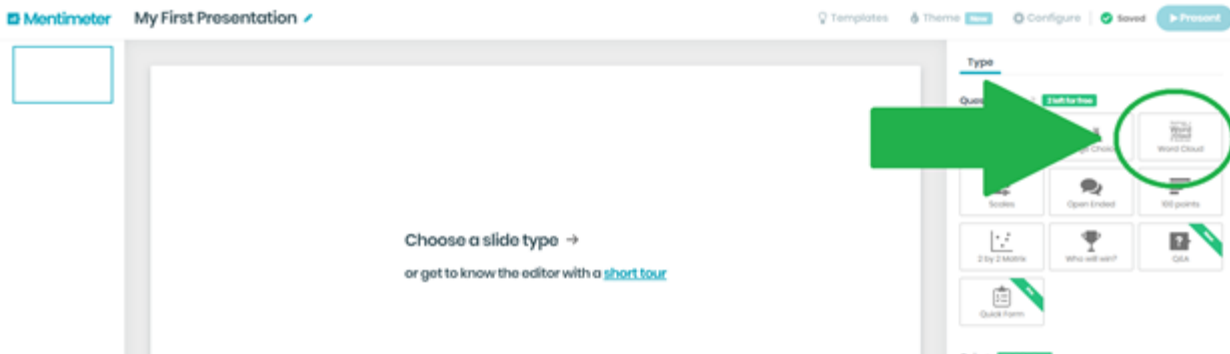 Mentimeter My First Presentation
Templates Theme New Configure Saved Present
Type
2 left for free
Word Cloud
Word Cloud
Scales Open Ended 100 points
2 by 2 Matrix Who will win? Q&A
Quick Form
Choose a slide type →
or get to know the editor with a short tour